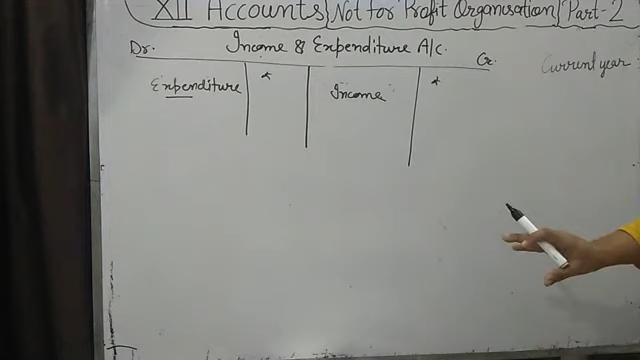 XII Accounts | Not for Profit Organisation | Part-2
Dr. Income & Expenditure A/c. Cr.
Current year :
Expenditure Income